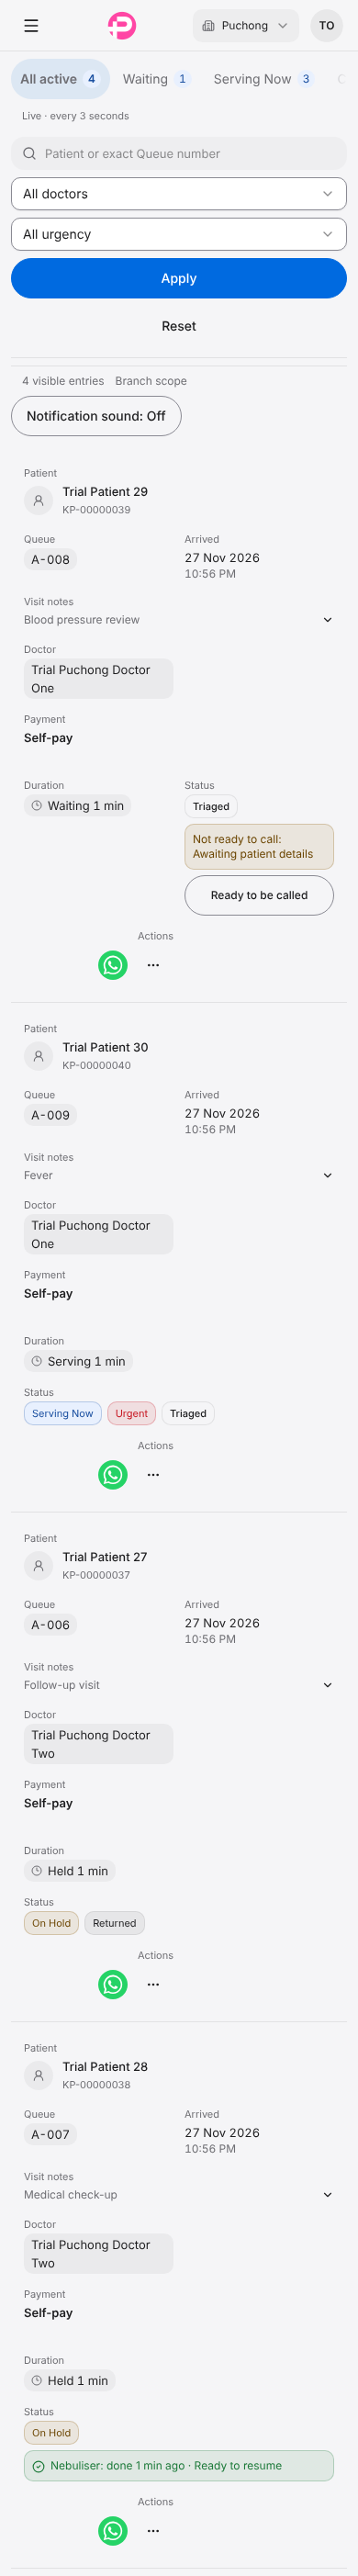 Puchong
TO
All active 4
Waiting 1
Serving Now 3
Live · every 3 seconds
Patient or exact Queue number
All doctors
All urgency
Apply
Reset
4 visible entries Branch scope
Notification sound: Off
Patient
Trial Patient 29
KP-00000039
Queue
A-008
Arrived
27 Nov 2026
10:56 PM
Visit notes
Blood pressure review
Doctor
Trial Puchong Doctor
One
Payment
Self-pay
Duration
Waiting 1 min
Status
Triaged
Not ready to call:
Awaiting patient details
Ready to be called
Actions
Patient
Trial Patient 30
KP-00000040
Queue
A-009
Arrived
27 Nov 2026
10:56 PM
Visit notes
Fever
Doctor
Trial Puchong Doctor
One
Payment
Self-pay
Duration
Serving 1 min
Status
Serving Now Urgent Triaged
Actions
Patient
Trial Patient 27
KP-00000037
Queue
A-006
Arrived
27 Nov 2026
10:56 PM
Visit notes
Follow-up visit
Doctor
Trial Puchong Doctor
Two
Payment
Self-pay
Duration
Held 1 min
Status
On Hold Returned
Actions
Patient
Trial Patient 28
KP-00000038
Queue
A-007
Arrived
27 Nov 2026
10:56 PM
Visit notes
Medical check-up
Doctor
Trial Puchong Doctor
Two
Payment
Self-pay
Duration
Held 1 min
Status
On Hold
Nebuliser: done 1 min ago · Ready to resume
Actions